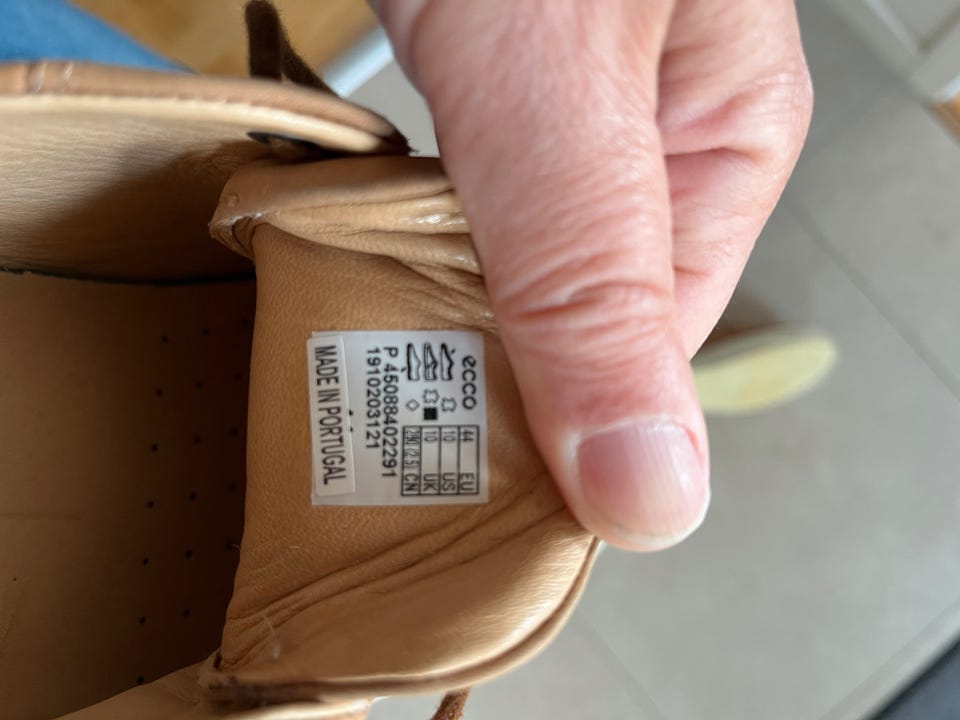 ecco
44 EU
10 US
10 UK
280 (2.5) CN
P 45088402291
1910203121
MADE IN PORTUGAL